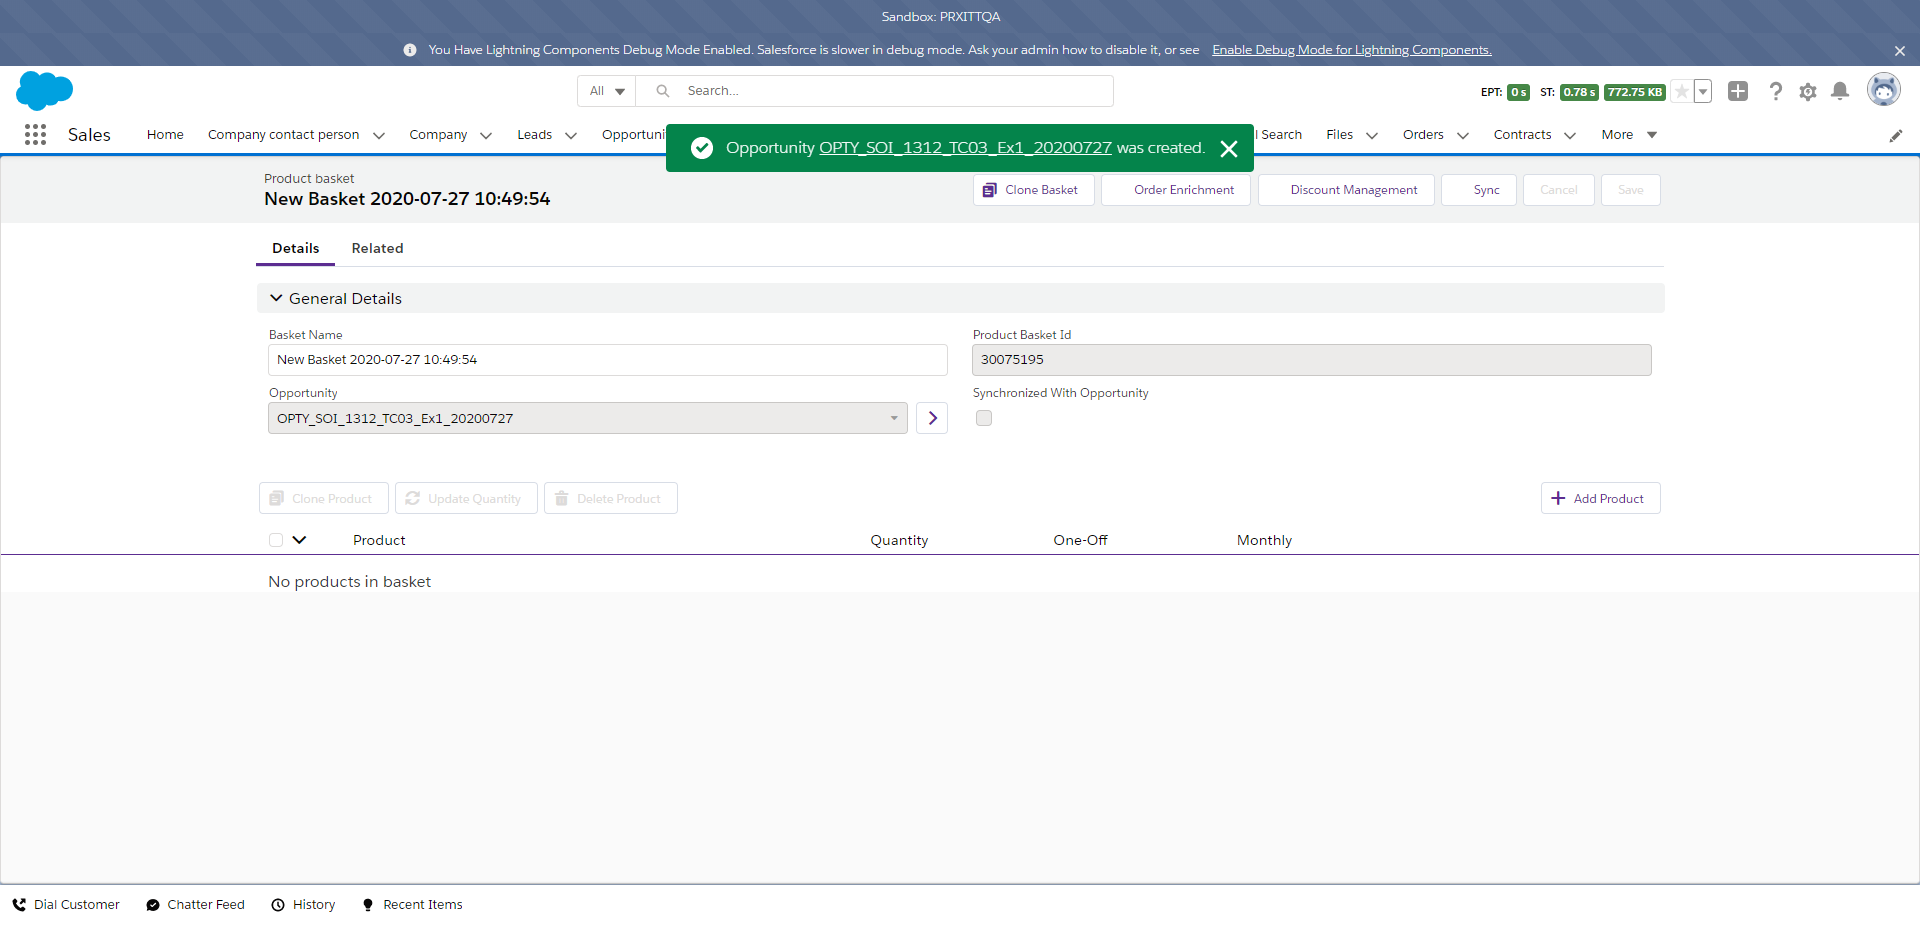 Sandbox: PRXITTQA
You Have Lightning Components Debug Mode Enabled. Salesforce is slower in debug mode. Ask your admin how to disable it, or see Enable Debug Mode for Lightning Components.
All Search... EPT: 0 s ST: 0.78 s 772.75 KB
Sales Home Company contact person Company Leads Opportuni l Search Files Orders Contracts More
Opportunity OPTY_SOI_1312_TC03_Ex1_20200727 was created.
Product basket
New Basket 2020-07-27 10:49:54
Clone Basket Order Enrichment Discount Management Sync Cancel Save
Details Related
General Details
Basket Name Product Basket Id
New Basket 2020-07-27 10:49:54 30075195
Opportunity Synchronized With Opportunity
OPTY_SOI_1312_TC03_Ex1_20200727
Clone Product Update Quantity Delete Product Add Product
Product Quantity One-Off Monthly
No products in basket
Dial Customer Chatter Feed History Recent Items